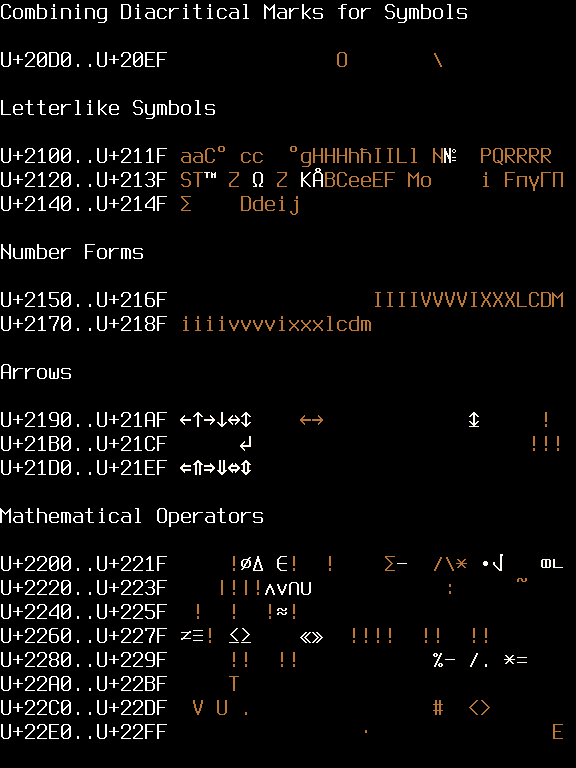 Combining Diacritical Marks for Symbols
U+20D0..U+20EF              O       \
Letterlike Symbols
U+2100..U+211F aaC° cc  °gHHHhħIILl N№  PQRRRR
U+2120..U+213F ST™ Z Ω Z KÅBCeeEF Mo    i FπγΓΠ
U+2140..U+214F Σ    Ddeij
Number Forms
U+2150..U+216F                 IIIIVVVVIXXXLCDM
U+2170..U+218F iiiivvvvixxxlcdm
Arrows
U+2190..U+21AF ←↑→↓↔↕    ←→            ↨     !
U+21B0..U+21CF      ↵                       !!!
U+21D0..U+21EF ⇐⇑⇒⇓⇔⇕
Mathematical Operators
U+2200..U+221F     !ø∆ ∈!  !    Σ−  /\* •√   ∞∟
U+2220..U+223F    |!|!∧∨∩∪           :     ~
U+2240..U+225F  !  !  !≈!
U+2260..U+227F ≠≡! ≤≥    «»  !!!!  !!  !!
U+2280..U+229F     !!  !!           %- /. *=
U+22A0..U+22BF     T
U+22C0..U+22DF  V U .               #  <>
U+22E0..U+22FF                ·               E